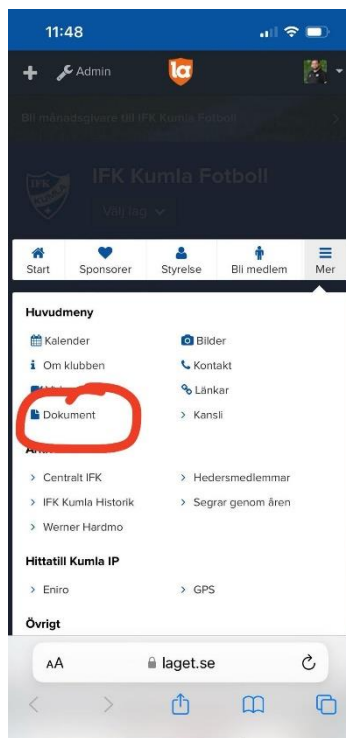 11:48
Admin
la
Bli månadsgivare till IFK Kumla Fotboll
IFK Kumla Fotboll
Välj lag
Start Sponsorer Styrelse Bli medlem Mer
Huvudmeny
Kalender Bilder
Om klubben Kontakt
Länkar
Dokument Kansli
Centralt IFK Hedersmedlemmar
IFK Kumla Historik Segrar genom åren
Werner Hardmo
Hittatill Kumla IP
Eniro GPS
Övrigt
AA laget.se